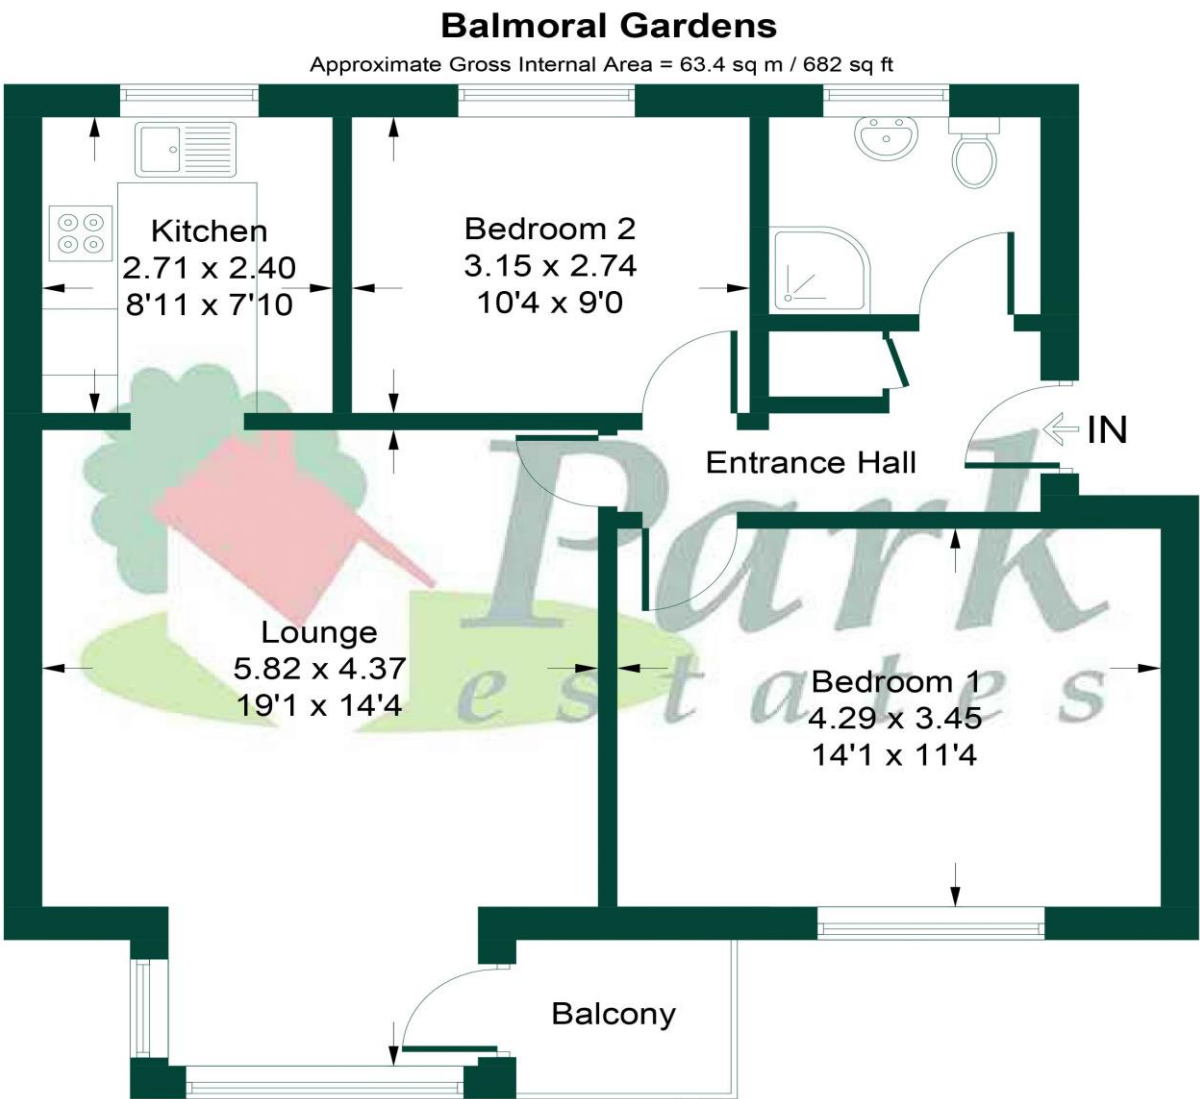 Balmoral Gardens
Approximate Gross Internal Area = 63.4 sq m / 682 sq ft
Kitchen
2.71 x 2.40
8'11 x 7'10
Bedroom 2
3.15 x 2.74
10'4 x 9'0
IN
Entrance Hall
Park
estates
Lounge
5.82 x 4.37
19'1 x 14'4
Bedroom 1
4.29 x 3.45
14'1 x 11'4
Balcony